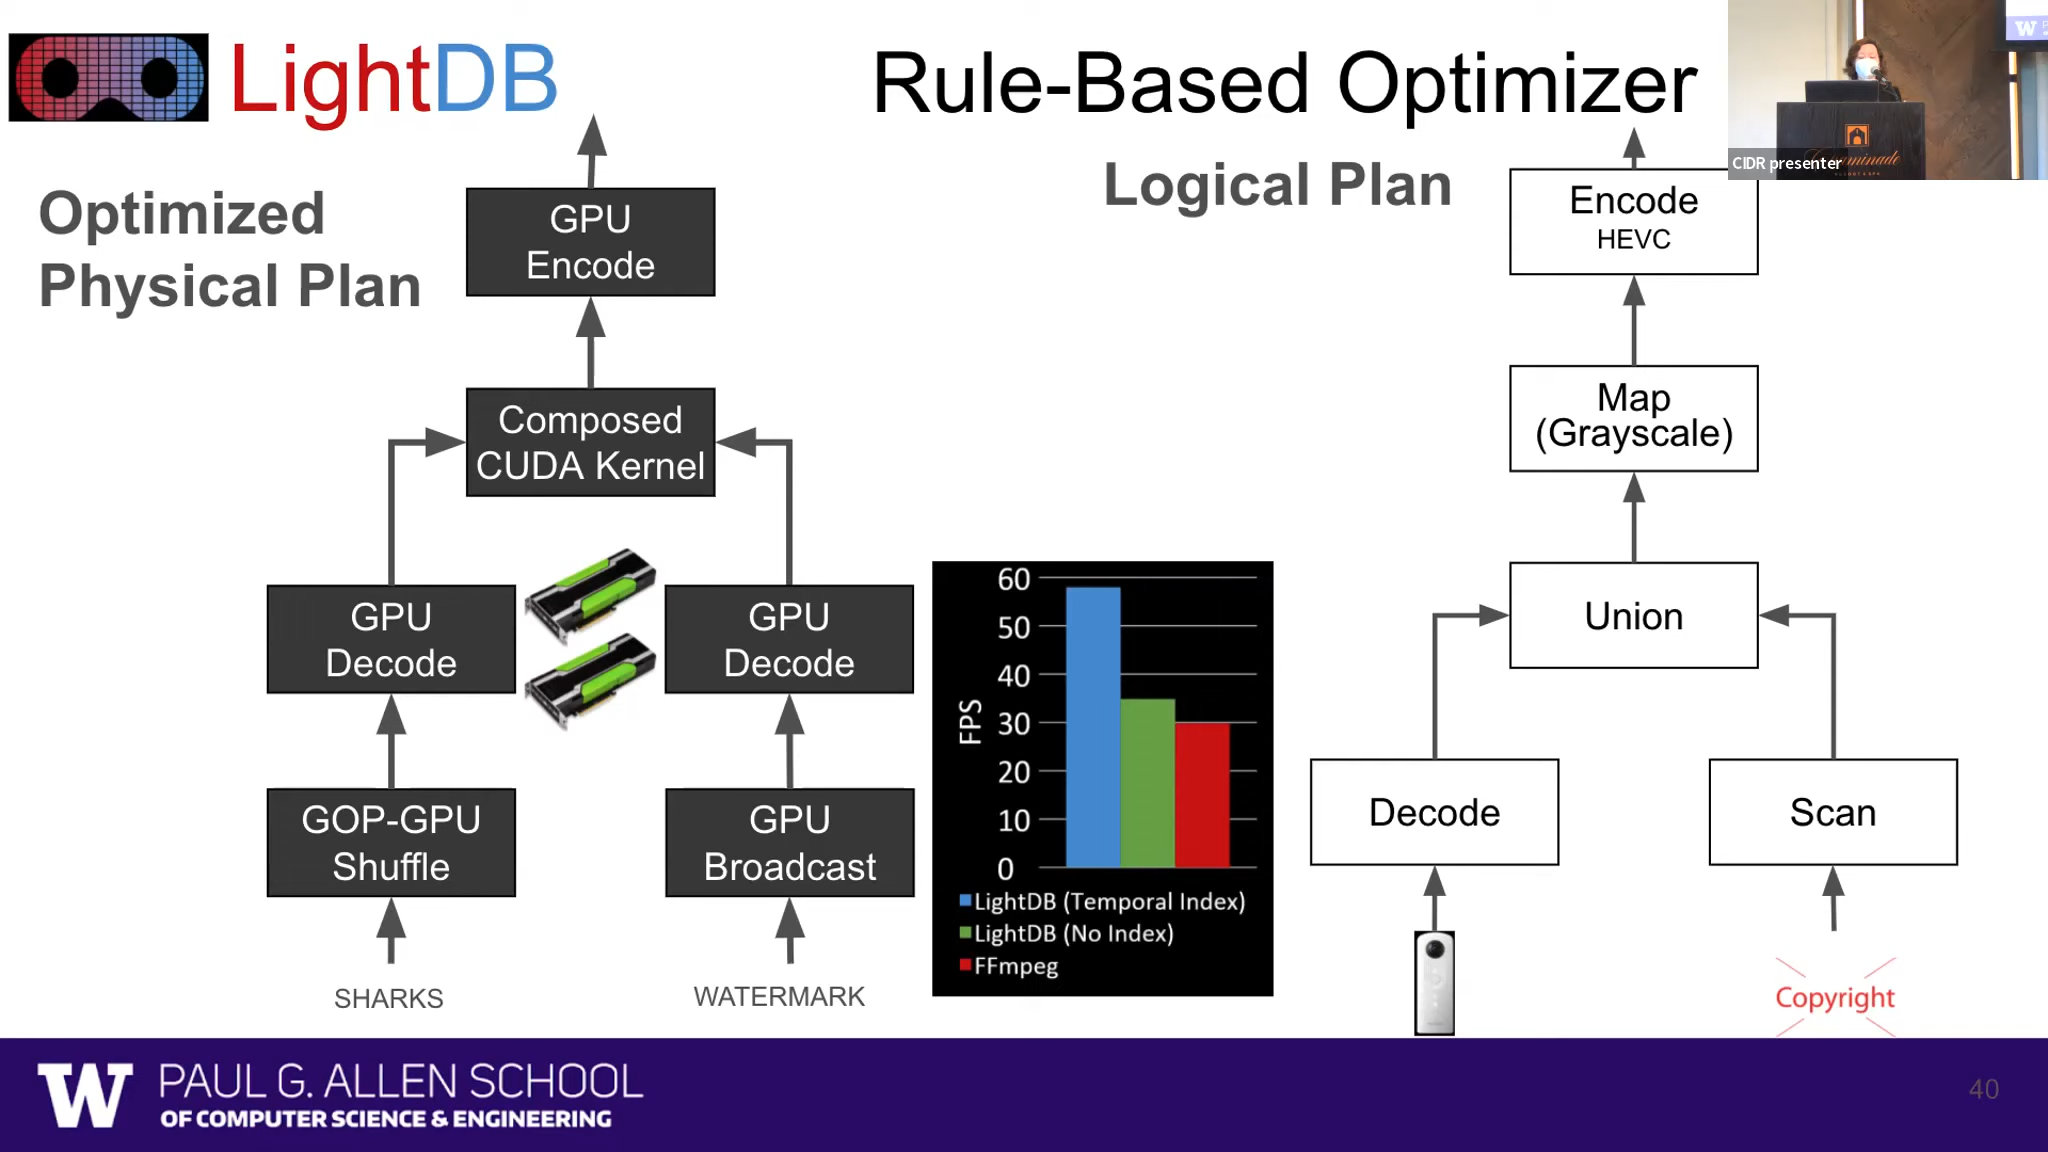 LightDB
Rule-Based Optimizer
CIDR presenter
Optimized
Physical Plan
GPU
Encode
Composed
CUDA Kernel
GPU
Decode
GPU
Decode
GOP-GPU
Shuffle
GPU
Broadcast
SHARKS
WATERMARK
FPS
60
50
40
30
20
10
0
LightDB (Temporal Index)
LightDB (No Index)
FFmpeg
Logical Plan
Encode
HEVC
Map
(Grayscale)
Union
Decode
Scan
Copyright
W PAUL G. ALLEN SCHOOL
OF COMPUTER SCIENCE & ENGINEERING
40